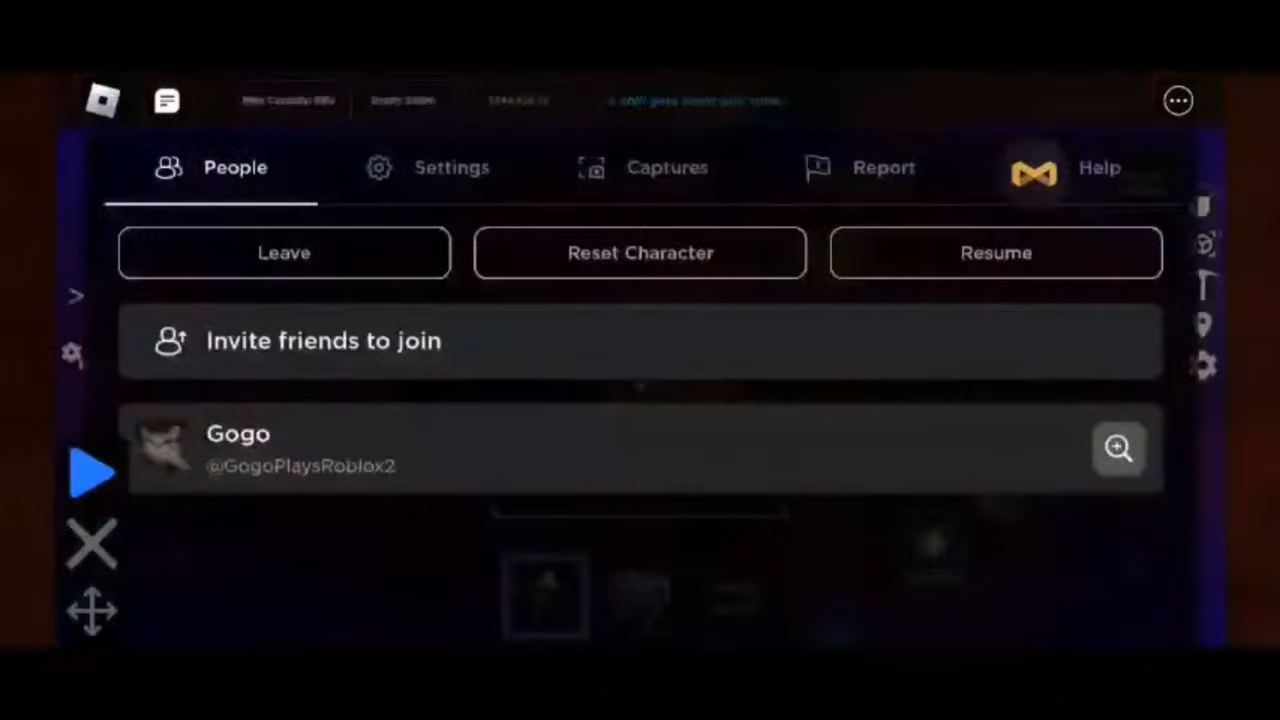 People
Settings
Captures
Report
Help
Leave
Reset Character
Resume
Invite friends to join
Gogo
@GogoPlaysRoblox2